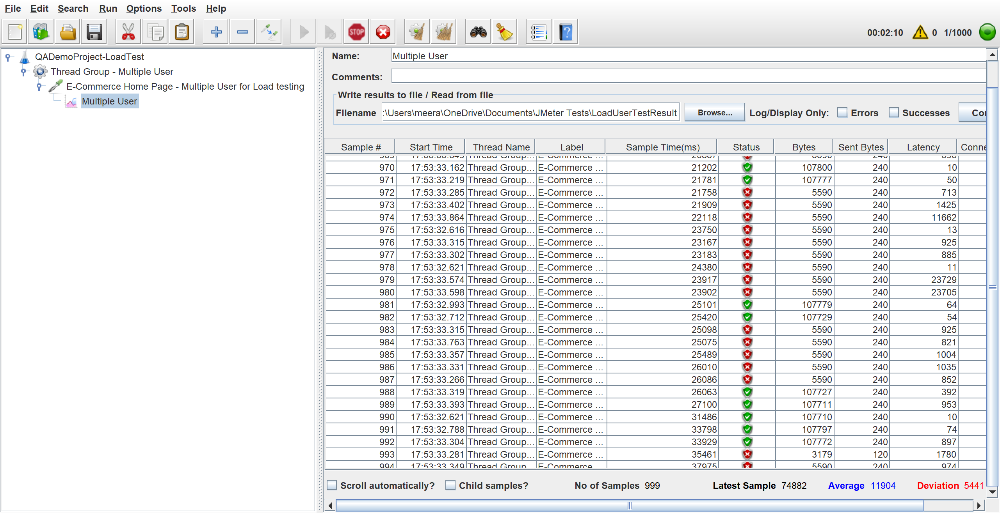 File Edit Search Run Options Tools Help
STOP
00:02:10 0 1/1000
QADemoProject-LoadTest
Thread Group - Multiple User
E-Commerce Home Page - Multiple User for Load testing
Multiple User
Name: Multiple User
Comments:
Write results to file / Read from file
Filename :\Users\meera\OneDrive\Documents\JMeter Tests\LoadUserTestResult Browse... Log/Display Only: Errors Successes
Sample # Start Time Thread Name Label Sample Time(ms) Status Bytes Sent Bytes Latency Conne
970 17:53:33.162 Thread Group... E-Commerce ... 21202 107800 240 10
971 17:53:33.219 Thread Group... E-Commerce ... 21781 107777 240 50
972 17:53:33.285 Thread Group... E-Commerce ... 21758 5590 240 713
973 17:53:33.402 Thread Group... E-Commerce ... 21909 5590 240 1425
974 17:53:33.864 Thread Group... E-Commerce ... 22118 5590 240 11662
975 17:53:32.616 Thread Group... E-Commerce ... 23750 5590 240 13
976 17:53:33.315 Thread Group... E-Commerce ... 23167 5590 240 925
977 17:53:33.302 Thread Group... E-Commerce ... 23183 5590 240 885
978 17:53:32.621 Thread Group... E-Commerce ... 24380 5590 240 11
979 17:53:33.574 Thread Group... E-Commerce ... 23917 5590 240 23729
980 17:53:33.598 Thread Group... E-Commerce ... 23902 5590 240 23705
981 17:53:32.993 Thread Group... E-Commerce ... 25101 107779 240 64
982 17:53:32.712 Thread Group... E-Commerce ... 25420 107729 240 54
983 17:53:33.315 Thread Group... E-Commerce ... 25098 5590 240 925
984 17:53:33.763 Thread Group... E-Commerce ... 25075 5590 240 821
985 17:53:33.357 Thread Group... E-Commerce ... 25489 5590 240 1004
986 17:53:33.331 Thread Group... E-Commerce ... 26010 5590 240 1035
987 17:53:33.266 Thread Group... E-Commerce ... 26086 5590 240 852
988 17:53:33.319 Thread Group... E-Commerce ... 26063 107727 240 392
989 17:53:33.393 Thread Group... E-Commerce ... 27100 107711 240 953
990 17:53:32.621 Thread Group... E-Commerce ... 31486 107710 240 10
991 17:53:32.788 Thread Group... E-Commerce ... 33798 107797 240 74
992 17:53:33.304 Thread Group... E-Commerce ... 33929 107772 240 897
993 17:53:33.281 Thread Group... E-Commerce ... 35461 3179 120 1780
994 17:53:33.349 Thread Group E-Commerce 37975 5590 240 974
Scroll automatically? Child samples? No of Samples 999 Latest Sample 74882 Average 11904 Deviation 5441